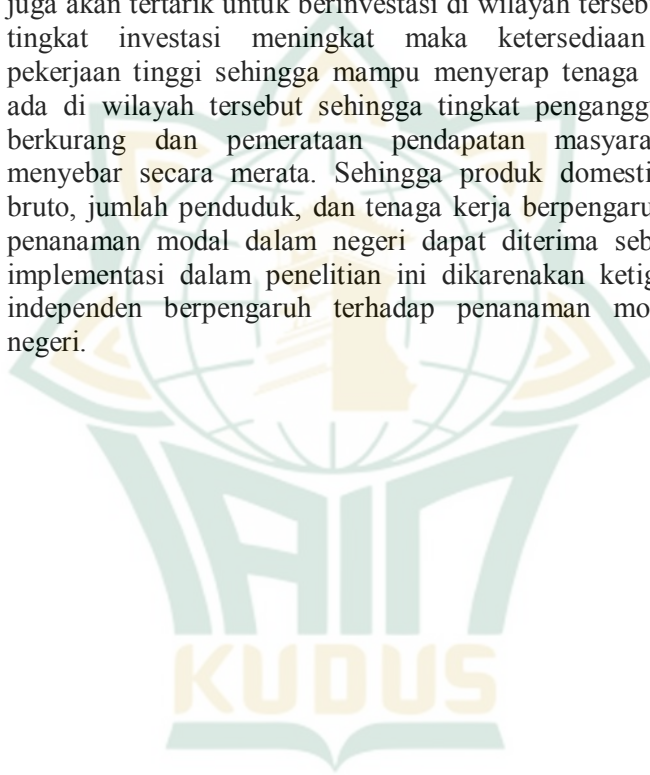 juga akan tertarik untuk berinvestasi di wilayah tersebu
tingkat investasi meningkat maka ketersediaan
pekerjaan tinggi sehingga mampu menyerap tenaga
ada di wilayah tersebut sehingga tingkat penganggu
berkurang dan pemerataan pendapatan masyara
menyebar secara merata. Sehingga produk domesti
bruto, jumlah penduduk, dan tenaga kerja berpengaru
penanaman modal dalam negeri dapat diterima seb
implementasi dalam penelitian ini dikarenakan ketig
independen berpengaruh terhadap penanaman mo
negeri.
IAIN
KUDUS